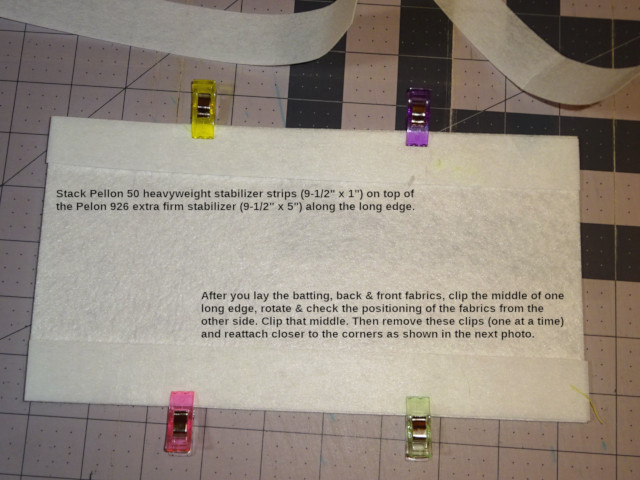 Stack Pellon 50 heavyweight stabilizer strips (9-1/2" x 1") on top of
the Pelon 926 extra firm stabilizer (9-1/2" x 5") along the long edge.
After you lay the batting, back & front fabrics, clip the middle of one
long edge, rotate & check the positioning of the fabrics from the
other side. Clip that middle. Then remove these clips (one at a time)
and reattach closer to the corners as shown in the next photo.